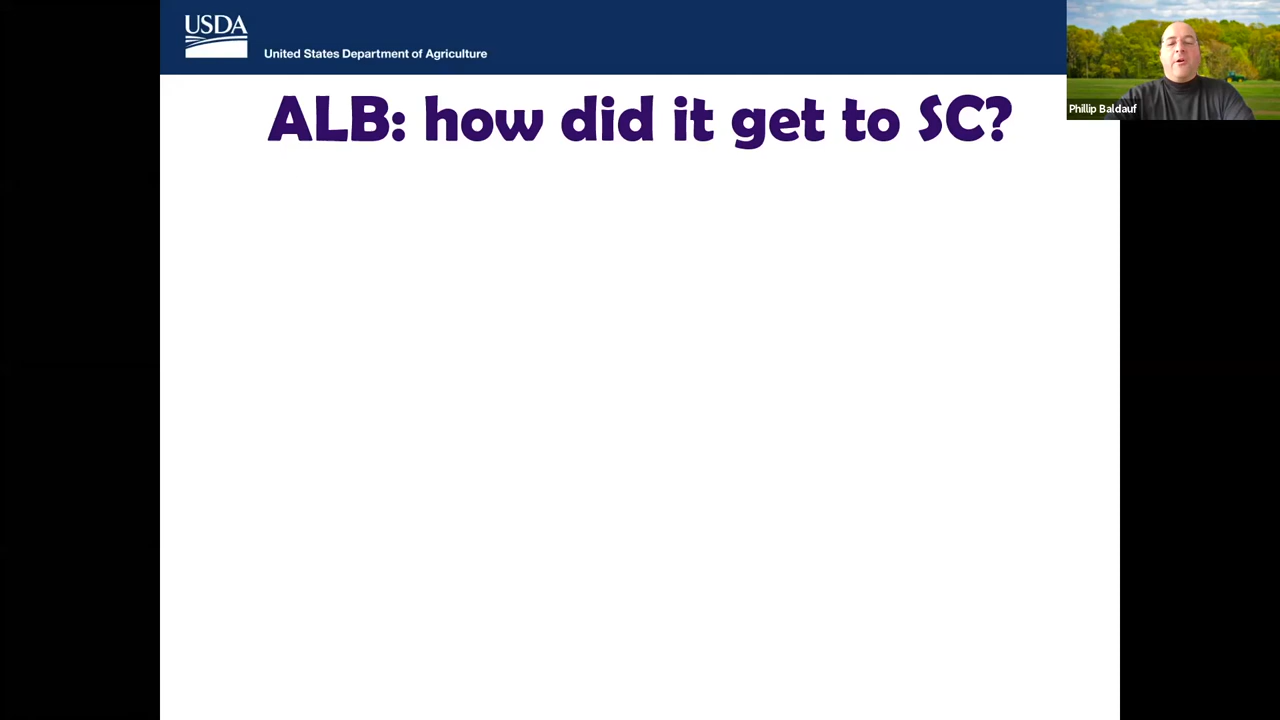 USDA
United States Department of Agriculture
Phillip Baldauf
ALB: how did it get to SC?